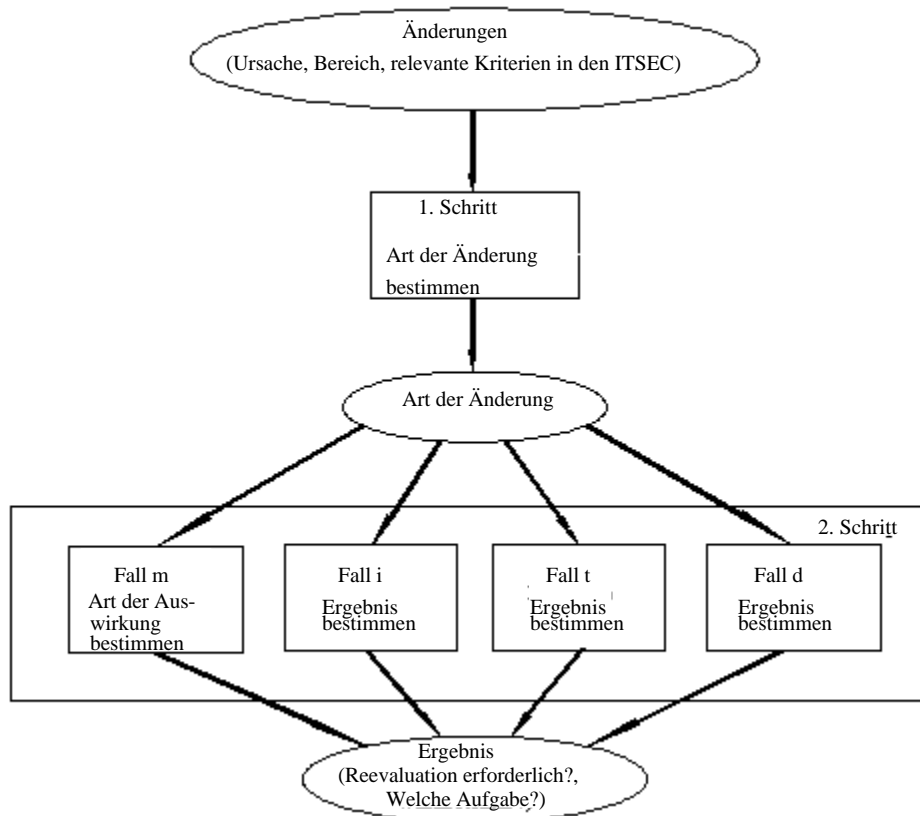 Änderungen
(Ursache, Bereich, relevante Kriterien in den ITSEC)
1. Schritt
Art der Änderung
bestimmen
Art der Änderung
2. Schritt
Fall m
Art der Aus-
wirkung
bestimmen
Fall i
Ergebnis
bestimmen
Fall t
Ergebnis
bestimmen
Fall d
Ergebnis
bestimmen
Ergebnis
(Reevaluation erforderlich?,
Welche Aufgabe?)